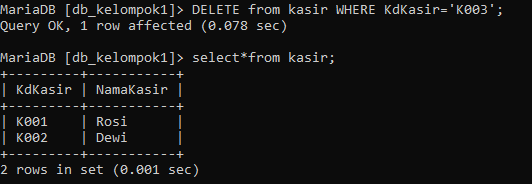 MariaDB [db_kelompok1]> DELETE from kasir WHERE KdKasir='K003';
Query OK, 1 row affected (0.078 sec)

MariaDB [db_kelompok1]> select*from kasir;
+---------+-----------+
| KdKasir | NamaKasir |
+---------+-----------+
| K001    | Rosi      |
| K002    | Dewi      |
+---------+-----------+
2 rows in set (0.001 sec)